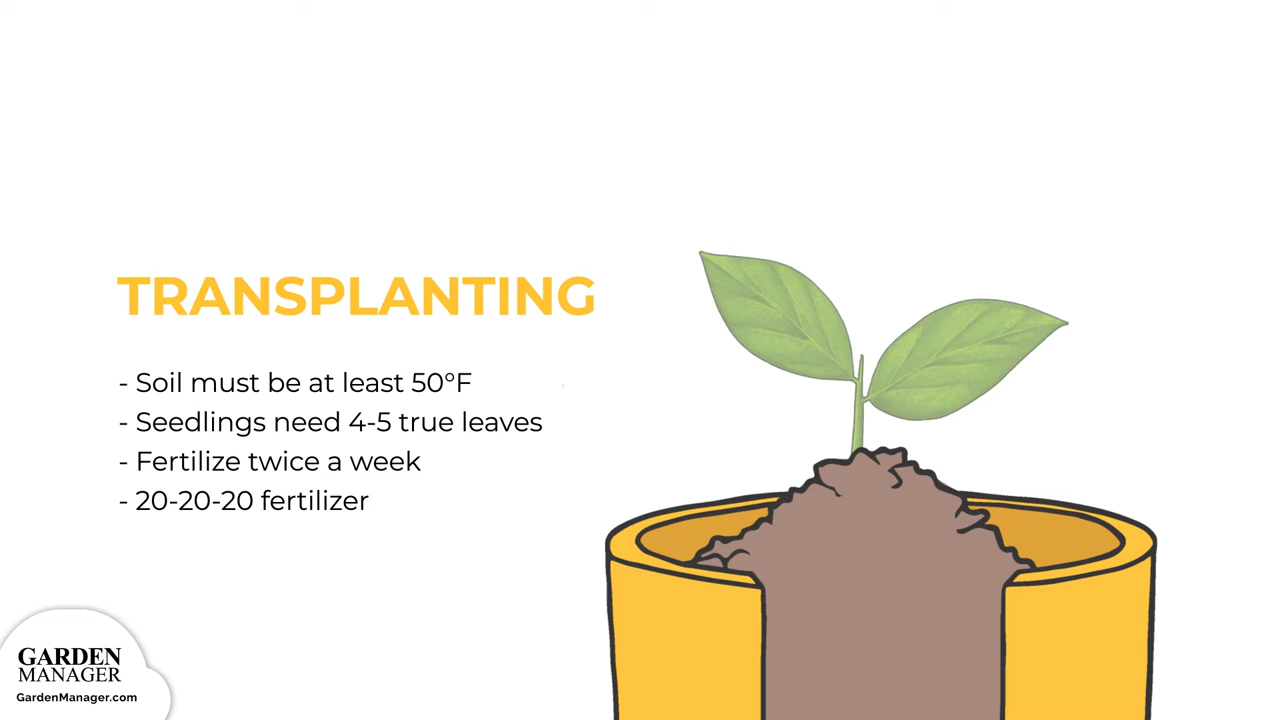 TRANSPLANTING
- Soil must be at least 50°F
- Seedlings need 4-5 true leaves
- Fertilize twice a week
- 20-20-20 fertilizer
GARDEN
MANAGER
GardenManager.com